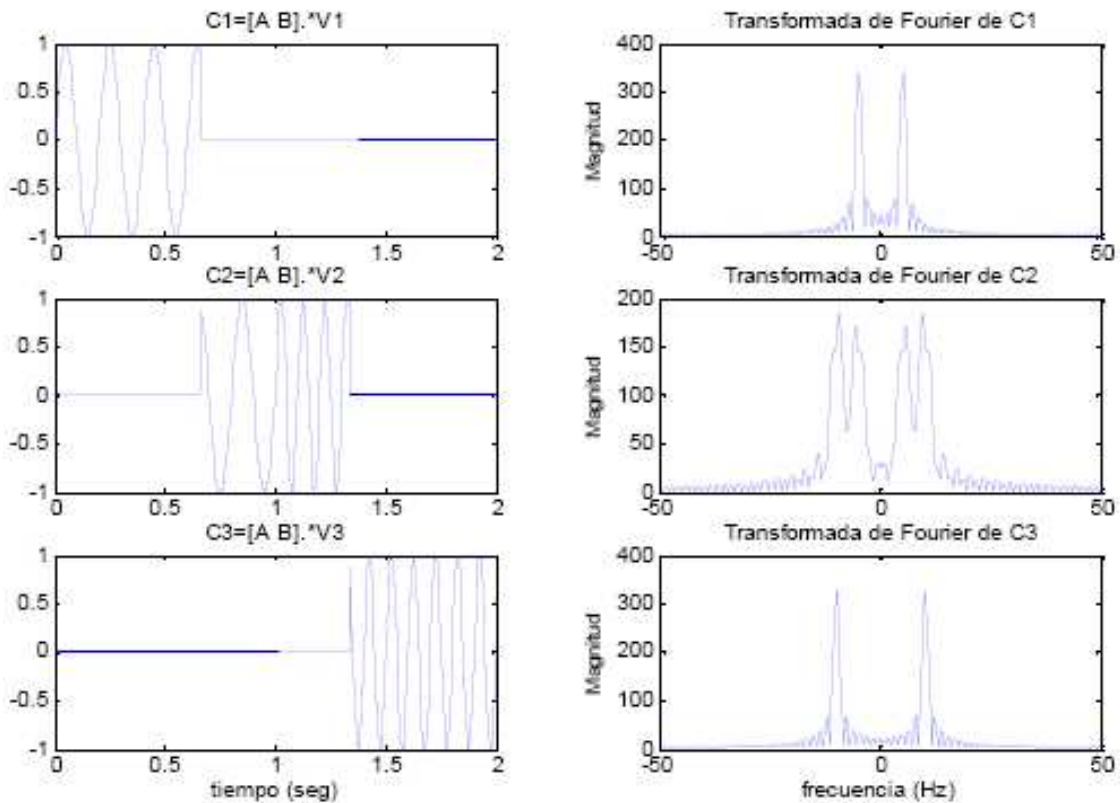 C1=[A B].*V1
1
0.5
0
-0.5
-1
0 0.5 1 1.5 2
Transformada de Fourier de C1
Magnitud
400
300
200
100
0
-50 0 50
C2=[A B].*V2
1
0.5
0
-0.5
-1
0 0.5 1 1.5 2
Transformada de Fourier de C2
Magnitud
200
150
100
50
0
-50 0 50
C3=[A B].*V3
1
0.5
0
-0.5
-1
0 0.5 1 1.5 2
tiempo (seg)
Transformada de Fourier de C3
Magnitud
400
300
200
100
0
-50 0 50
frecuencia (Hz)